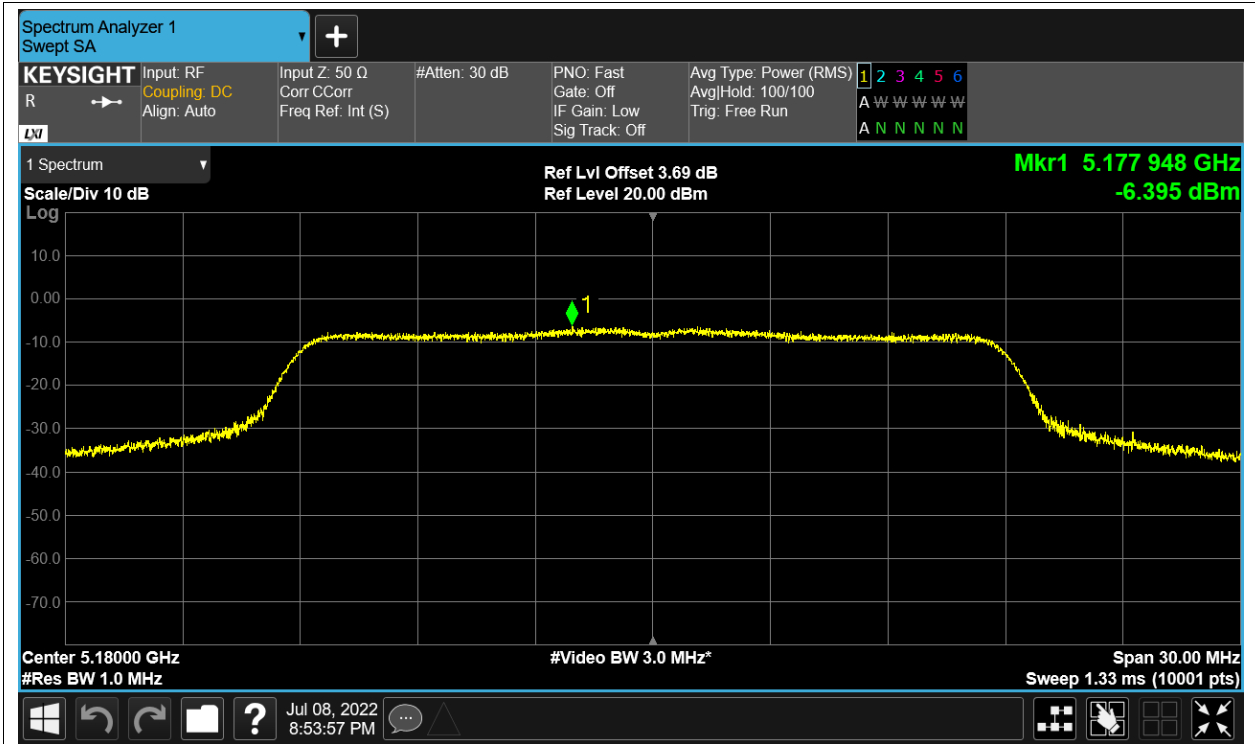 Spectrum Analyzer 1
Swept SA
KEYSIGHT
R
LXI
Input: RF
Coupling: DC
Align: Auto
Input Z: 50 Ω
Corr CCorr
Freq Ref: Int (S)
#Atten: 30 dB
PNO: Fast
Gate: Off
IF Gain: Low
Sig Track: Off
Avg Type: Power (RMS)
Avg|Hold: 100/100
Trig: Free Run
1 2 3 4 5 6
A W W W W W
A N N N N N
1 Spectrum
Scale/Div 10 dB
Ref Lvl Offset 3.69 dB
Ref Level 20.00 dBm
Mkr1 5.177 948 GHz
-6.395 dBm
Log
10.0
0.00
-10.0
-20.0
-30.0
-40.0
-50.0
-60.0
-70.0
1
Center 5.18000 GHz
#Res BW 1.0 MHz
#Video BW 3.0 MHz*
Span 30.00 MHz
Sweep 1.33 ms (10001 pts)
?
Jul 08, 2022
8:53:57 PM